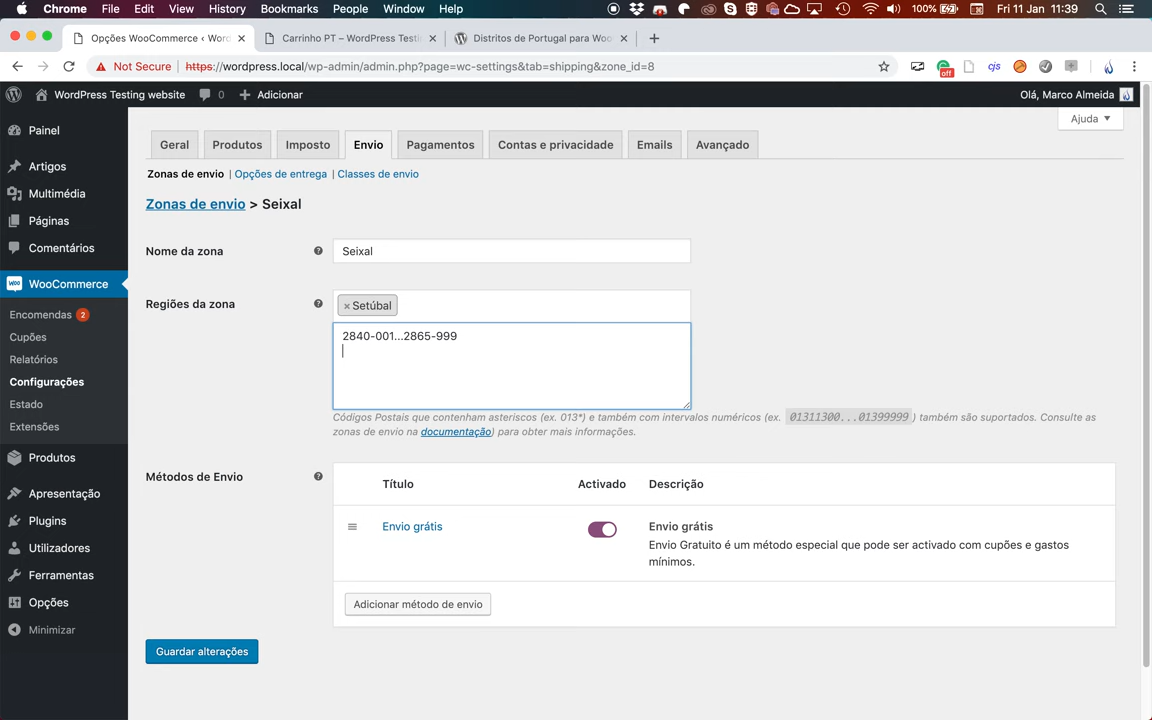 Chrome File Edit View History Bookmarks People Window Help 100% Fri 11 Jan 11:39
Opções WooCommerce ‹ Wor Carrinho PT – WordPress Testi Distritos de Portugal para Woo
Not Secure https://wordpress.local/wp-admin/admin.php?page=wc-settings&tab=shipping&zone_id=8 off cjs
WordPress Testing website 0 Adicionar Olá, Marco Almeida
Ajuda
Painel
Artigos
Multimédia
Páginas
Comentários
WooCommerce
Encomendas 2
Cupões
Relatórios
Configurações
Estado
Extensões
Produtos
Apresentação
Plugins
Utilizadores
Ferramentas
Opções
Minimizar
Geral Produtos Imposto Envio Pagamentos Contas e privacidade Emails Avançado
Zonas de envio | Opções de entrega | Classes de envio
Zonas de envio > Seixal
Nome da zona Seixal
Regiões da zona × Setúbal
2840-001...2865-999
Códigos Postais que contenham asteriscos (ex. 013*) e também com intervalos numéricos (ex. 01311300...01399999) também são suportados. Consulte as
zonas de envio na documentação) para obter mais informações.
Métodos de Envio
Título Activado Descrição
Envio grátis Envio grátis
Envio Gratuito é um método especial que pode ser activado com cupões e gastos
mínimos.
Adicionar método de envio
Guardar alterações